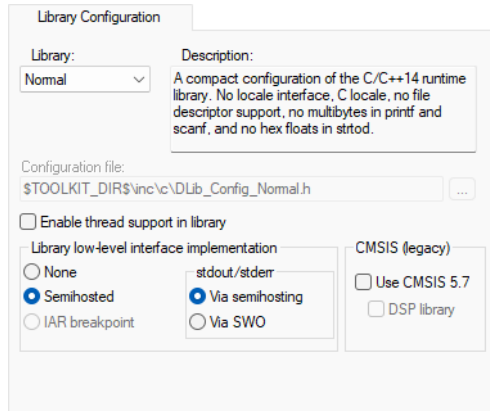 Library Configuration
Library:
Description:
Normal
A compact configuration of the C/C++14 runtime
library. No locale interface, C locale, no file
descriptor support, no multibytes in printf and
scanf, and no hex floats in strtod.
Configuration file:
$TOOLKIT_DIR$\inc\c\DLib_Config_Normal.h
...
Enable thread support in library
Library low-level interface implementation
None
Semihosted
IAR breakpoint
stdout/stderr
Via semihosting
Via SWO
CMSIS (legacy)
Use CMSIS 5.7
DSP library